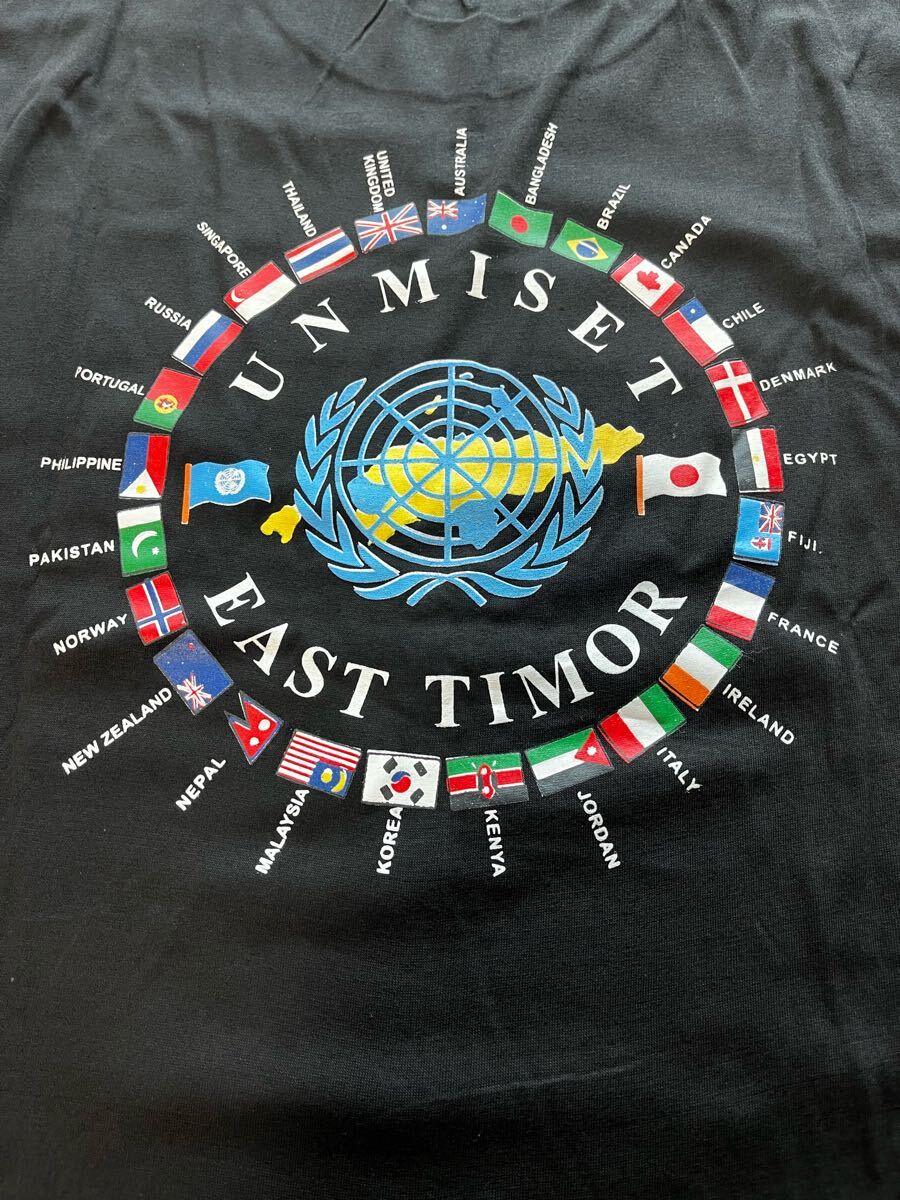 UNMISET
EAST TIMOR
AUSTRALIA
BANGLADESH
BRAZIL
CANADA
CHILE
DENMARK
EGYPT
FIJI.
FRANCE
IRELAND
ITALY
JORDAN
KENYA
KOREA
MALAYSIA
NEPAL
NEW ZEALAND
NORWAY
PAKISTAN
PHILIPPINE
PORTUGAL
RUSSIA
SINGAPORE
THAILAND
UNITED
KINGDOM